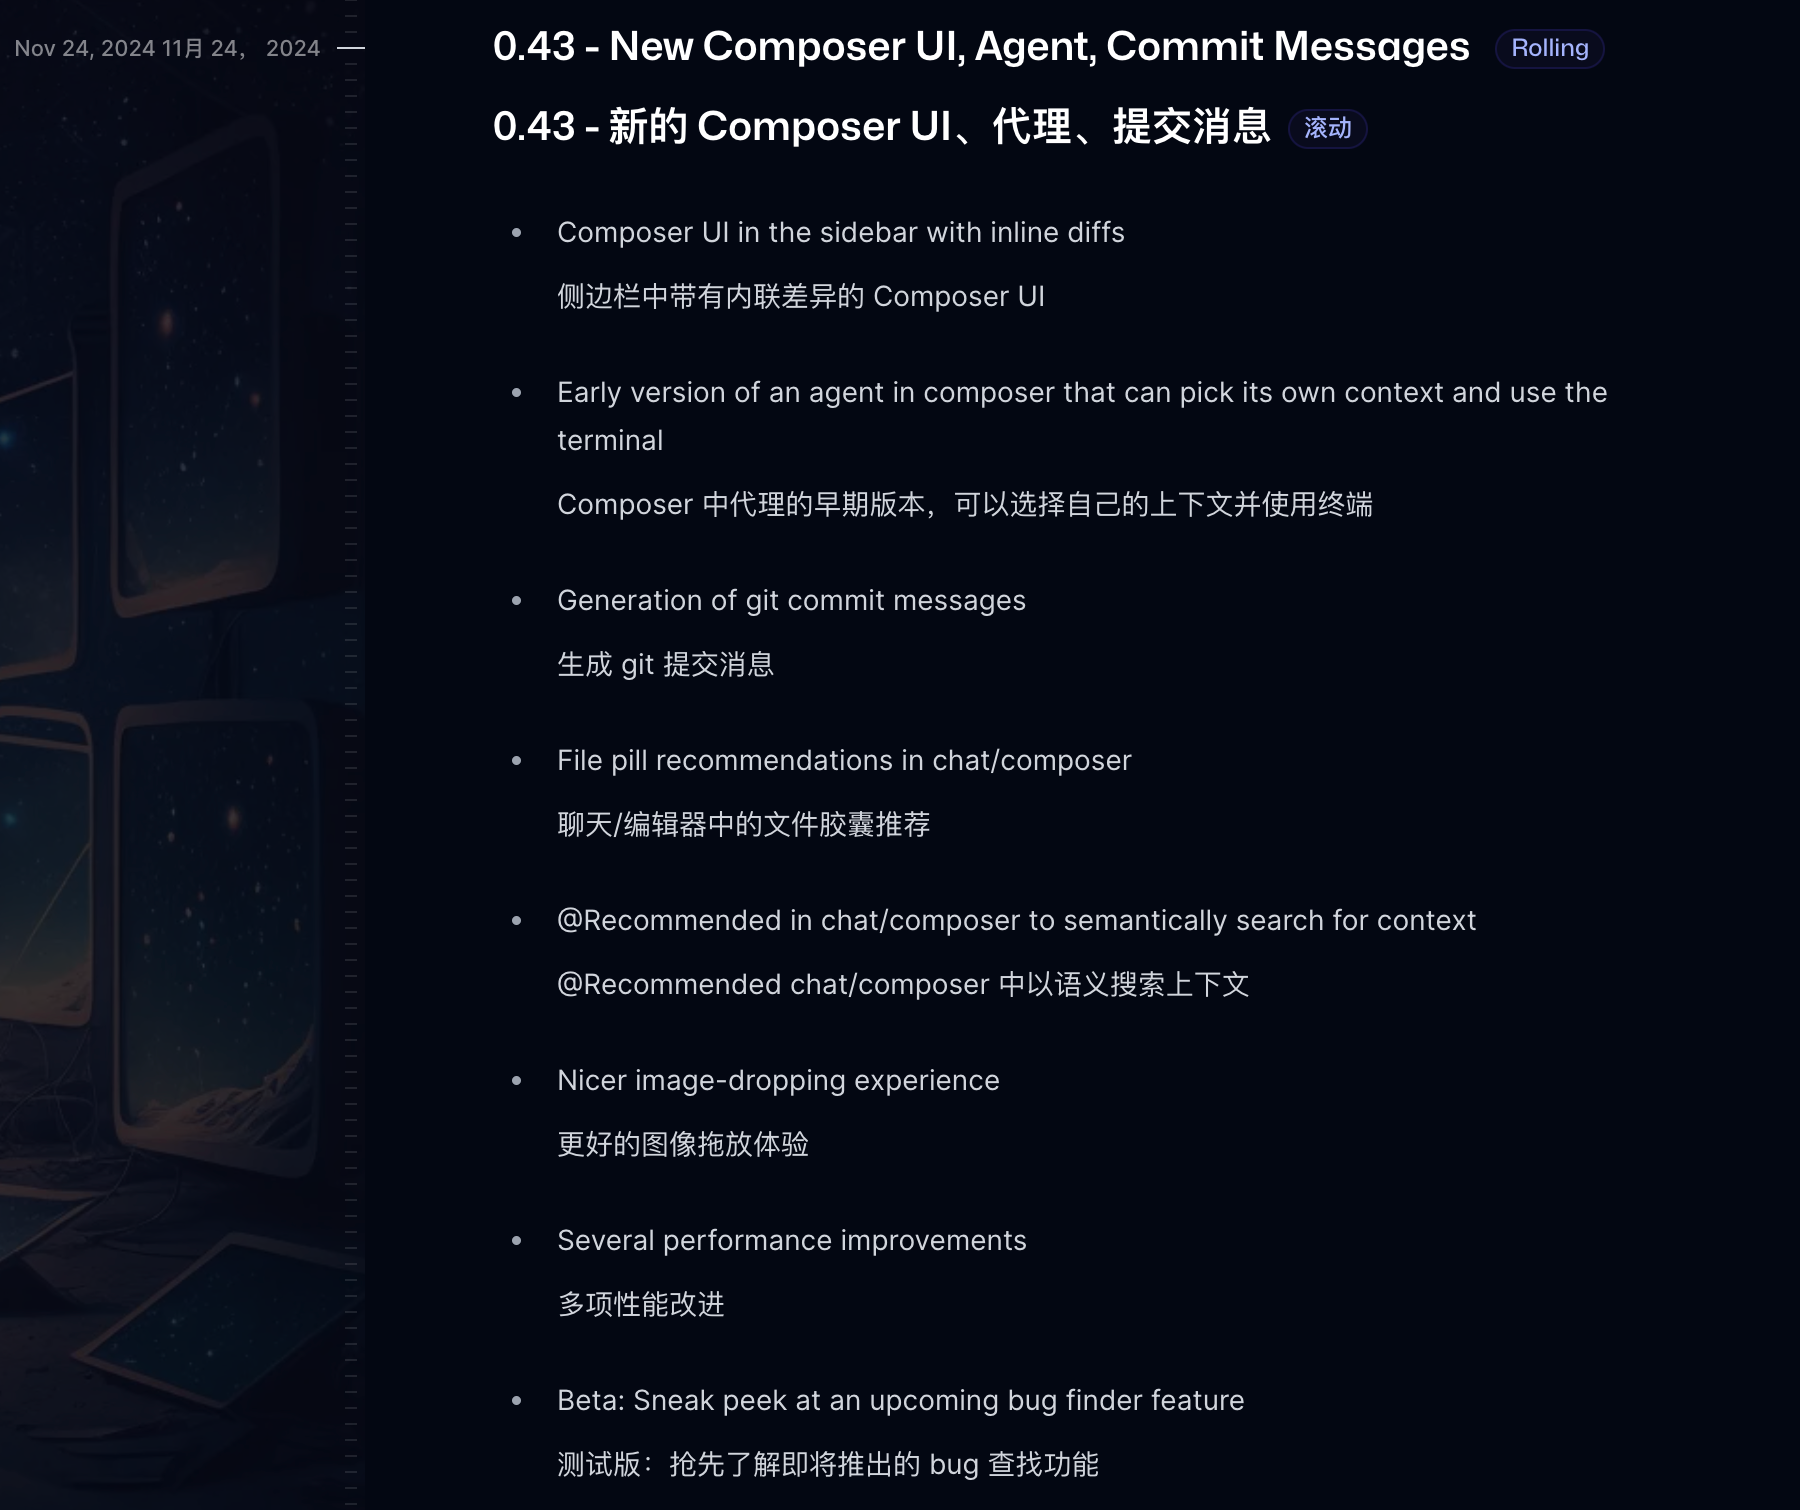 Nov 24, 2024 11月 24， 2024
0.43 - New Composer UI, Agent, Commit Messages Rolling
0.43 - 新的 Composer UI、代理、提交消息 滚动
Composer UI in the sidebar with inline diffs
侧边栏中带有内联差异的 Composer UI
Early version of an agent in composer that can pick its own context and use the
terminal
Composer 中代理的早期版本，可以选择自己的上下文并使用终端
Generation of git commit messages
生成 git 提交消息
File pill recommendations in chat/composer
聊天/编辑器中的文件胶囊推荐
@Recommended in chat/composer to semantically search for context
@Recommended chat/composer 中以语义搜索上下文
Nicer image-dropping experience
更好的图像拖放体验
Several performance improvements
多项性能改进
Beta: Sneak peek at an upcoming bug finder feature
测试版：抢先了解即将推出的 bug 查找功能